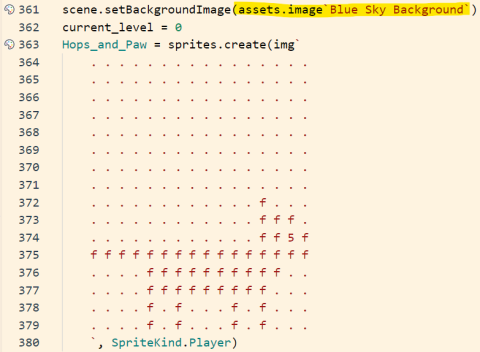 361 scene.setBackgroundImage(assets.image`Blue Sky Background`)
362 current_level = 0
363 Hops_and_Paw = sprites.create(img`
364 . . . . . . . . . . . . . . . .
365 . . . . . . . . . . . . . . . .
366 . . . . . . . . . . . . . . . .
367 . . . . . . . . . . . . . . . .
368 . . . . . . . . . . . . . . . .
369 . . . . . . . . . . . . . . . .
370 . . . . . . . . . . . . . . . .
371 . . . . . . . . . . . . . . . .
372 . . . . . . . . . . . . f . . .
373 . . . . . . . . . . . . f f f .
374 . . . . . . . . . . . . f f 5 f
375 f f f f f f f f f f f f f f f f
376 . . . . f f f f f f f f f f . .
377 . . . . f f f f f f f f f . . .
378 . . . . f . f . . . f . f . . .
379 . . . . f . f . . . f . f . . .
380 `, SpriteKind.Player)